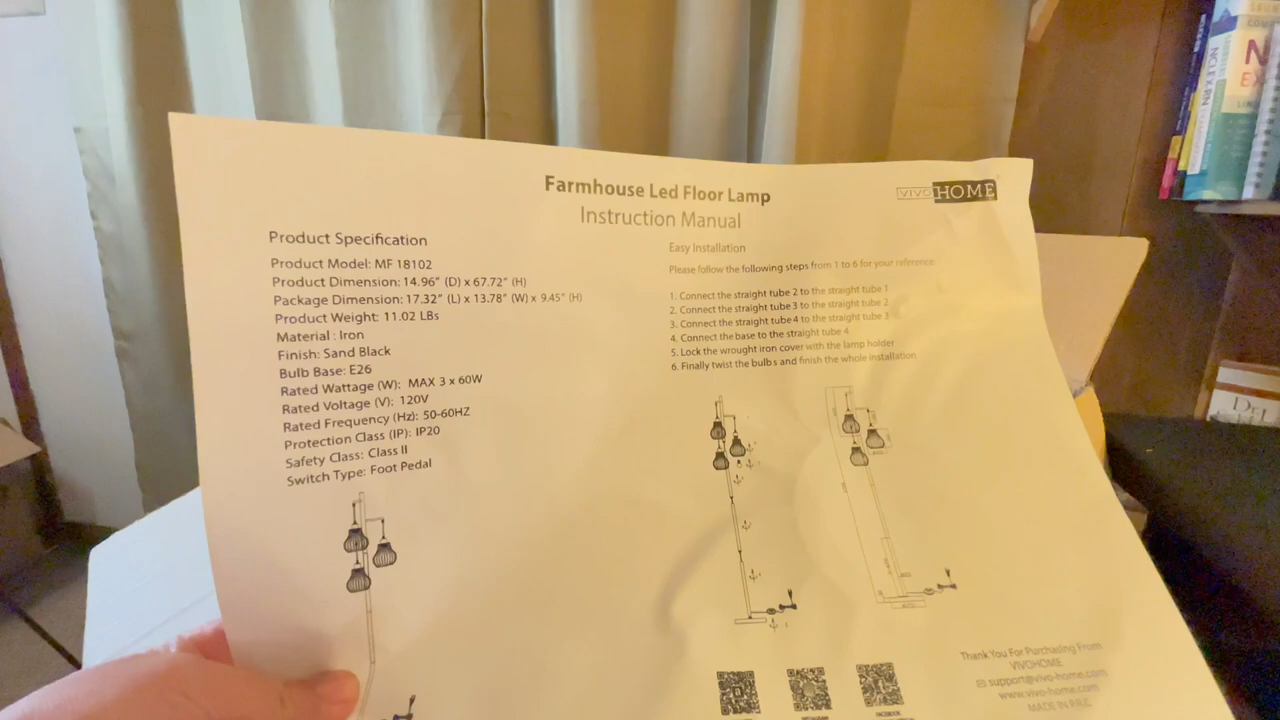 Farmhouse Led Floor Lamp
Instruction Manual
VIVOHOME
Product Specification
Product Model: MF 18102
Product Dimension: 14.96” (D) x 67.72” (H)
Package Dimension: 17.32” (L) x 13.78” (W) x 9.45” (H)
Product Weight: 11.02 LBs
Material : Iron
Finish: Sand Black
Bulb Base: E26
Rated Wattage (W): MAX 3 x 60W
Rated Voltage (V): 120V
Rated Frequency (Hz): 50-60HZ
Protection Class (IP): IP20
Safety Class: Class II
Switch Type: Foot Pedal
Easy Installation
Please follow the following steps from 1 to 6 for your reference:
1. Connect the straight tube 2 to the straight tube 1
2. Connect the straight tube 3 to the straight tube 2
3. Connect the straight tube 4 to the straight tube 3
4. Connect the base to the straight tube 4
5. Lock the wrought iron cover with the lamp holder
6. Finally twist the bulbs and finish the whole installation
Thank You For Purchasing From
VIVOHOME
support@vivo-home.com
www.vivo-home.com
MADE IN P.R.C
INSTAGRAM
FACEBOOK
NCLEX-RN